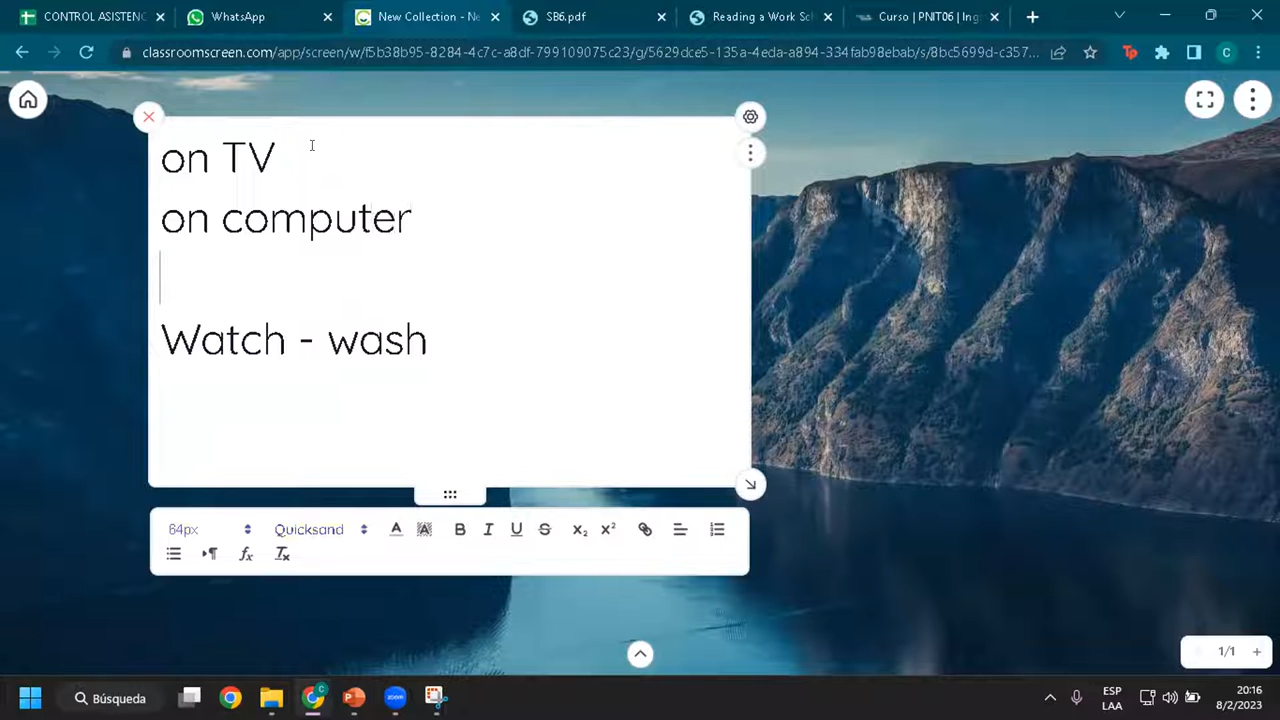 CONTROL ASISTENC
WhatsApp
New Collection - Ne
SB6.pdf
Reading a Work Sc
Curso | PNIT06 | Ing
classroomscreen.com/app/screen/w/f5b38b95-8284-4c7c-a8df-799109075c23/g/5629dce5-135a-4eda-a894-334fab98ebab/s/8bc5699d-c357...
C
on TV
on computer
Watch - wash
64px
Quicksand
1/1
Búsqueda
ESP
LAA
20:16
8/2/2023